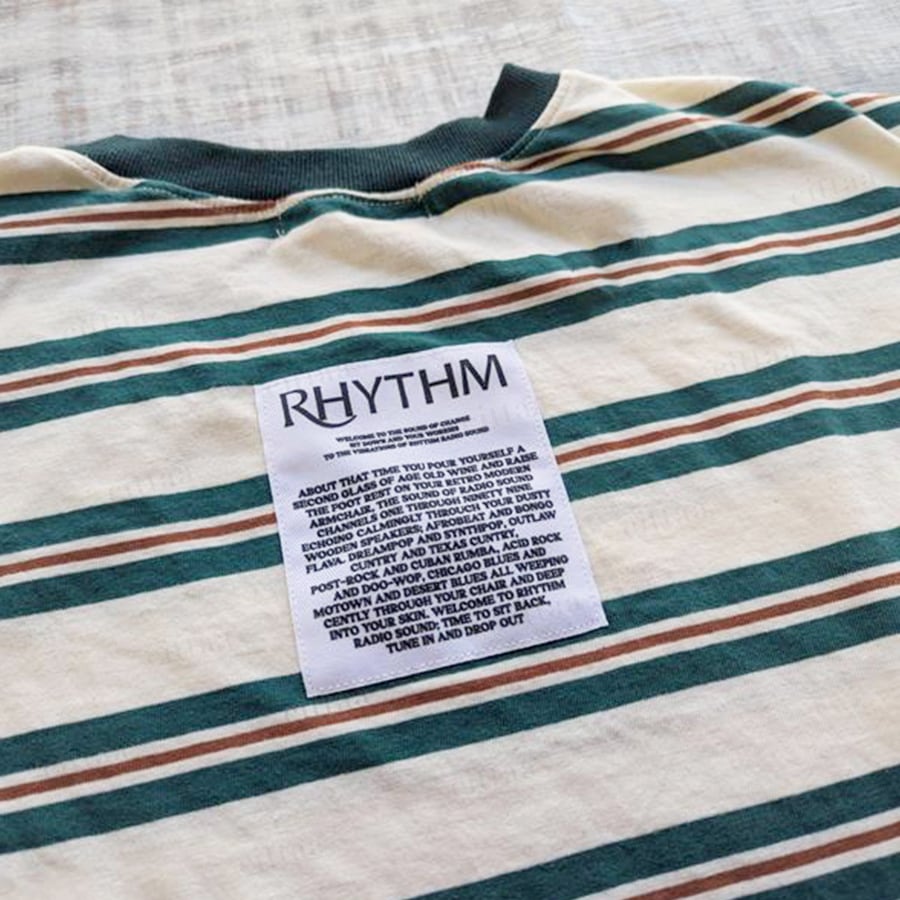 RHYTHM
WELCOME TO THE SOUND OF CHANGE
SIT DOWN AND YOUR WORRIES
TO THE VIBRATIONS OF RHYTHM RADIO SOUND
ABOUT THAT TIME YOU POUR YOURSELF A
SECOND GLASS OF AGE OLD WINE AND RAISE
THE FOOT REST ON YOUR RETRO MODERN
ARMCHAIR, THE SOUND OF RADIO SOUND
CHANNELS ONE THROUGH NINETY NINE
ECHOING CALMINGLY THROUGH YOUR DUSTY
WOODEN SPEAKERS; AFROBEAT AND BONGO
FLAVA. DREAMPOP AND SYNTHPOP, OUTLAW
CUNTRY AND TEXAS CUNTRY,
POST-ROCK AND CUBAN RUMBA, ACID ROCK
AND DOO-WOP, CHICAGO BLUES AND
MOTOWN AND DESERT BLUES ALL WEEPING
CENTLY THROUGH YOUR CHAIR AND DEEP
INTO YOUR SKIN. WELCOME TO RHYTHM
RADIO SOUND; TIME TO SIT BACK,
TUNE IN AND DROP OUT